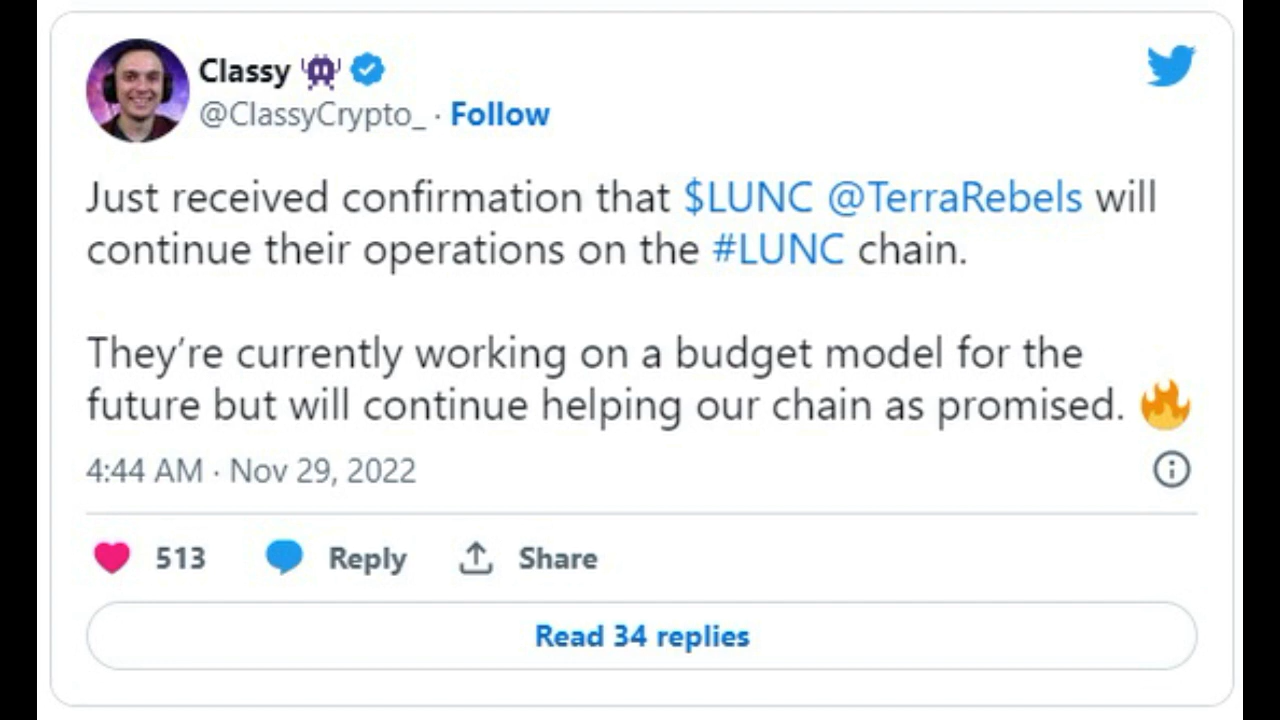 Classy
@ClassyCrypto_ · Follow
Just received confirmation that $LUNC @TerraRebels will
continue their operations on the #LUNC chain.
They’re currently working on a budget model for the
future but will continue helping our chain as promised. 🔥
4:44 AM · Nov 29, 2022
513 Reply Share
Read 34 replies